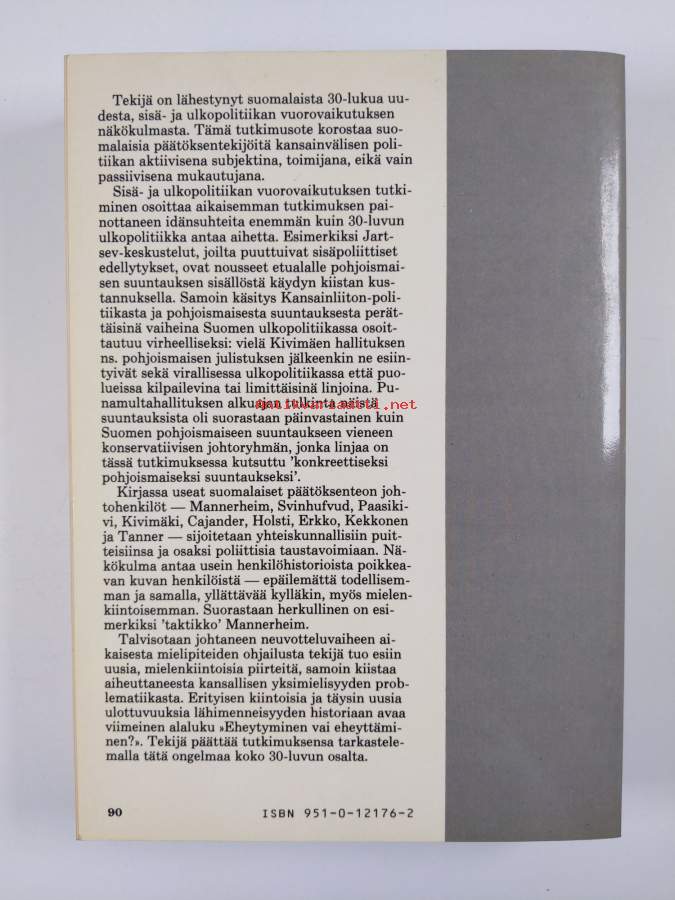 Tekijä on lähestynyt suomalaista 30-lukua uu-
desta, sisä- ja ulkopolitiikan vuorovaikutuksen
näkökulmasta. Tämä tutkimusote korostaa suo-
malaisia päätöksentekijöitä kansainvälisen poli-
tiikan aktiivisena subjektina, toimijana, eikä vain
passiivisena mukautujana.
Sisä- ja ulkopolitiikan vuorovaikutuksen tutki-
minen osoittaa aikaisemman tutkimuksen pai-
nottaneen idänsuhteita enemmän kuin 30-luvun
ulkopolitiikka antaa aihetta. Esimerkiksi Jart-
sev-keskustelut, joilta puuttuivat sisäpoliittiset
edellytykset, ovat nousseet etualalle pohjoismai-
sen suuntauksen sisällöstä käydyn kiistan kus-
tannuksella. Samoin käsitys Kansainliiton-poli-
tiikasta ja pohjoismaisesta suuntauksesta perät-
täisinä vaiheina Suomen ulkopolitiikassa osoit-
tautuu virheelliseksi: vielä Kivimäen hallituksen
ns. pohjoismaisen julistuksen jälkeenkin ne esiin-
tyivät sekä virallisessa ulkopolitiikassa että puo-
lueissa kilpailevina tai limittäisinä linjoina. Pu-
namultahallituksen alkuajan tulkinta näistä
antikvariaatti.net
suuntauksista oli suorastaan päinvastainen kuin
Suomen pohjoismaiseen suuntaukseen vieneen
konservatiivisen johtoryhmän, jonka linjaa on
tässä tutkimuksessa kutsuttu 'konkreettiseksi
pohjoismaiseksi suuntaukseksi'.
Kirjassa useat suomalaiset päätöksenteon joh-
tohenkilöt — Mannerheim, Svinhufvud, Paasiki-
vi, Kivimäki, Cajander, Holsti, Erkko, Kekkonen
ja Tanner — sijoitetaan yhteiskunnallisiin puit-
teisiinsa ja osaksi poliittisia taustavoimiaan. Nä-
kökulma antaa usein henkilöhistorioista poikkea-
van kuvan henkilöistä — epäilemättä todellisem-
man ja samalla, yllättävää kylläkin, myös mielen-
kiintoisemman. Suorastaan herkullinen on esi-
merkiksi 'taktikko' Mannerheim.
Talvisotaan johtaneen neuvotteluvaiheen ai-
kaisesta mielipiteiden ohjailusta tekijä tuo esiin
uusia, mielenkiintoisia piirteitä, samoin kiistaa
aiheuttaneesta kansallisen yksimielisyyden prob-
lematiikasta. Erityisen kiintoisia ja täysin uusia
ulottuvuuksia lähimenneisyyden historiaan avaa
viimeinen alaluku »Eheytyminen vai eheyttämi-
nen?». Tekijä päättää tutkimuksensa tarkastele-
malla tätä ongelmaa koko 30-luvun osalta.
90
ISBN 951-0-12176-2